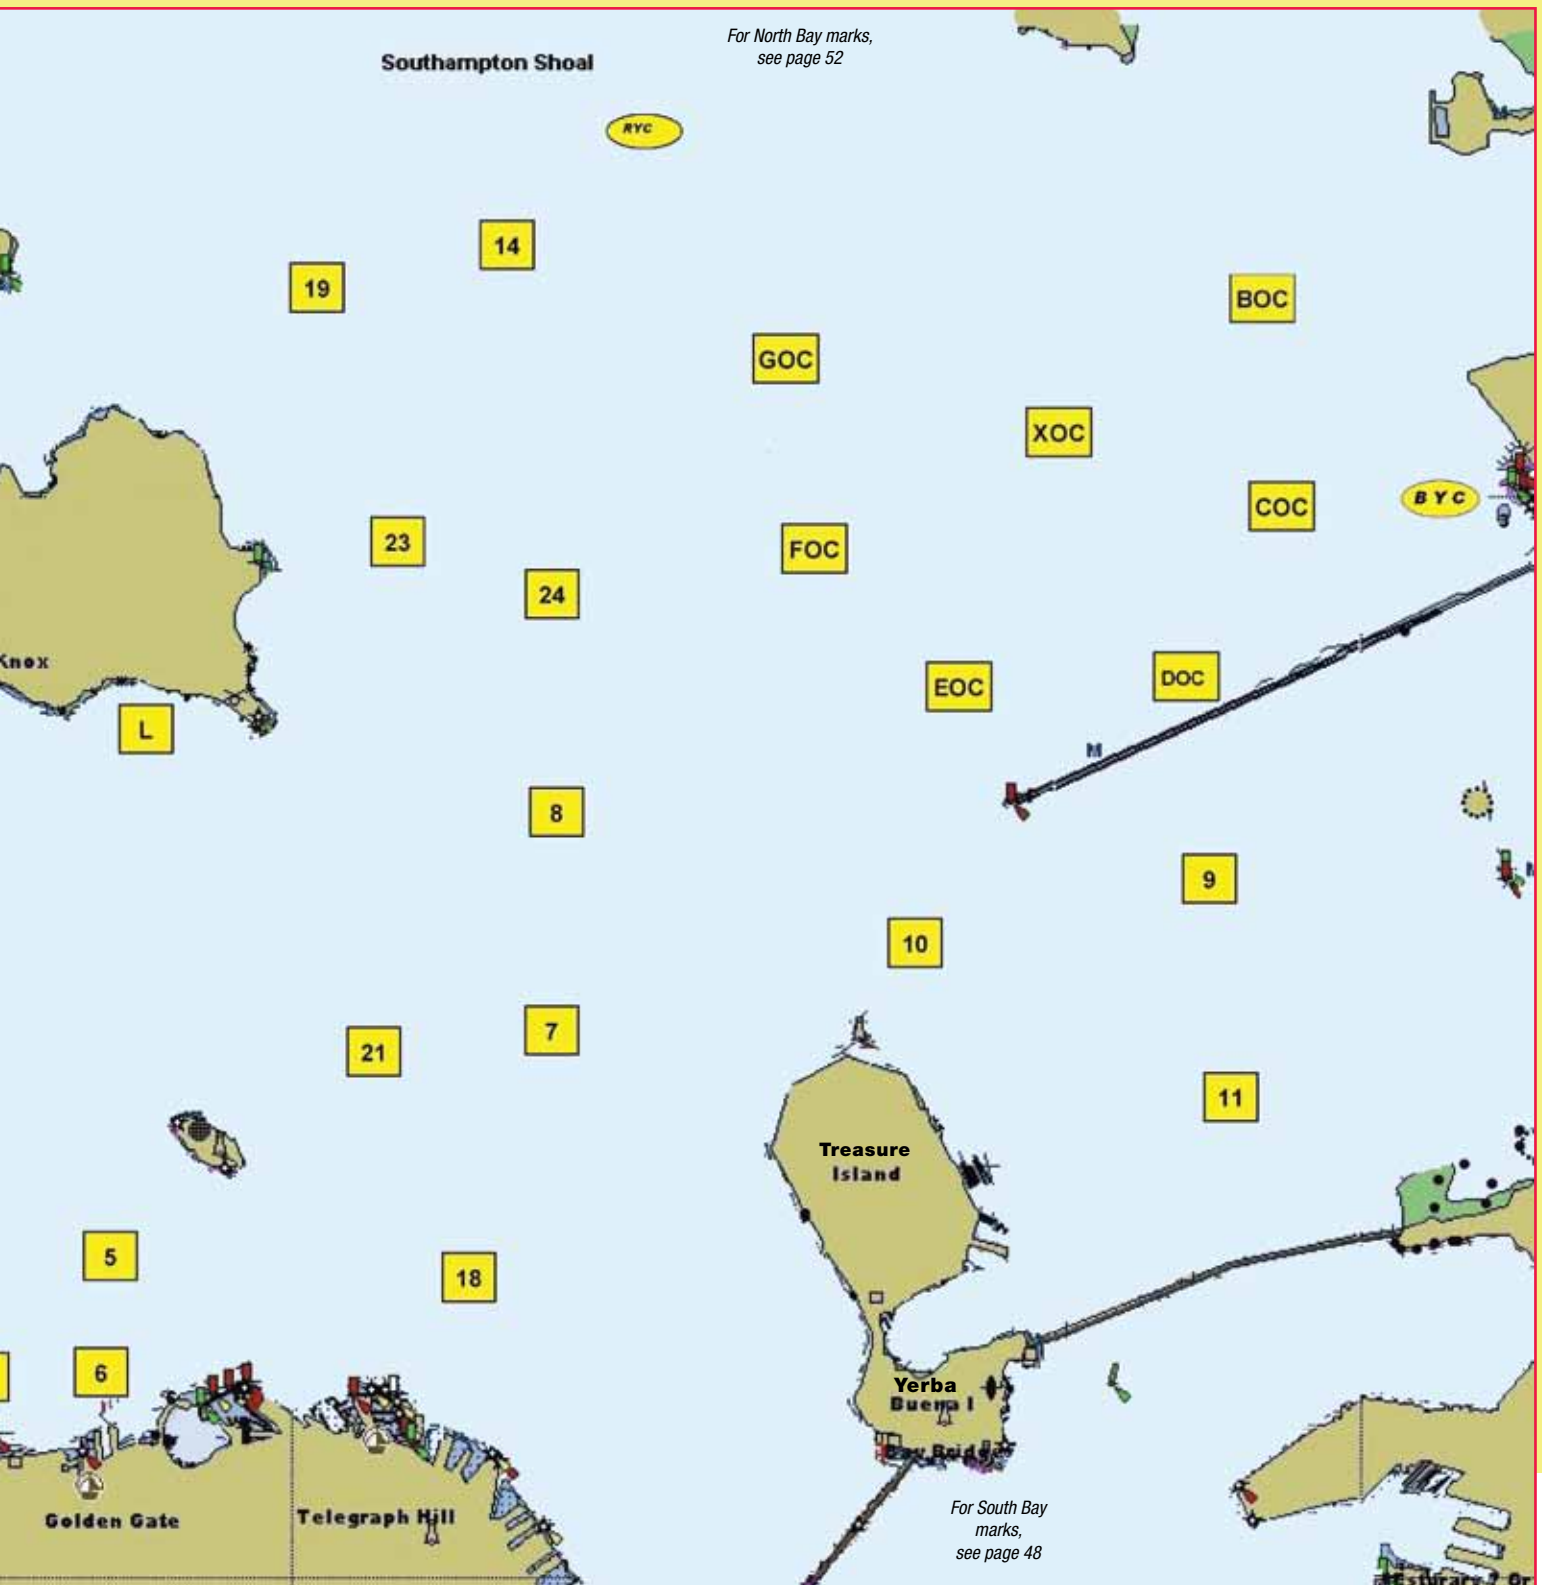 For North Bay marks,
see page 52
Southampton Shoal
RYC
14
19
BOC
GOC
XOC
COC
B Y C
23
FOC
24
Knox
EOC
DOC
L
M
8
9
10
7
21
11
Treasure
Island
5
18
6
Yerba
Buena I
Bay Bridge
Golden Gate
Telegraph Hill
For South Bay
marks,
see page 48